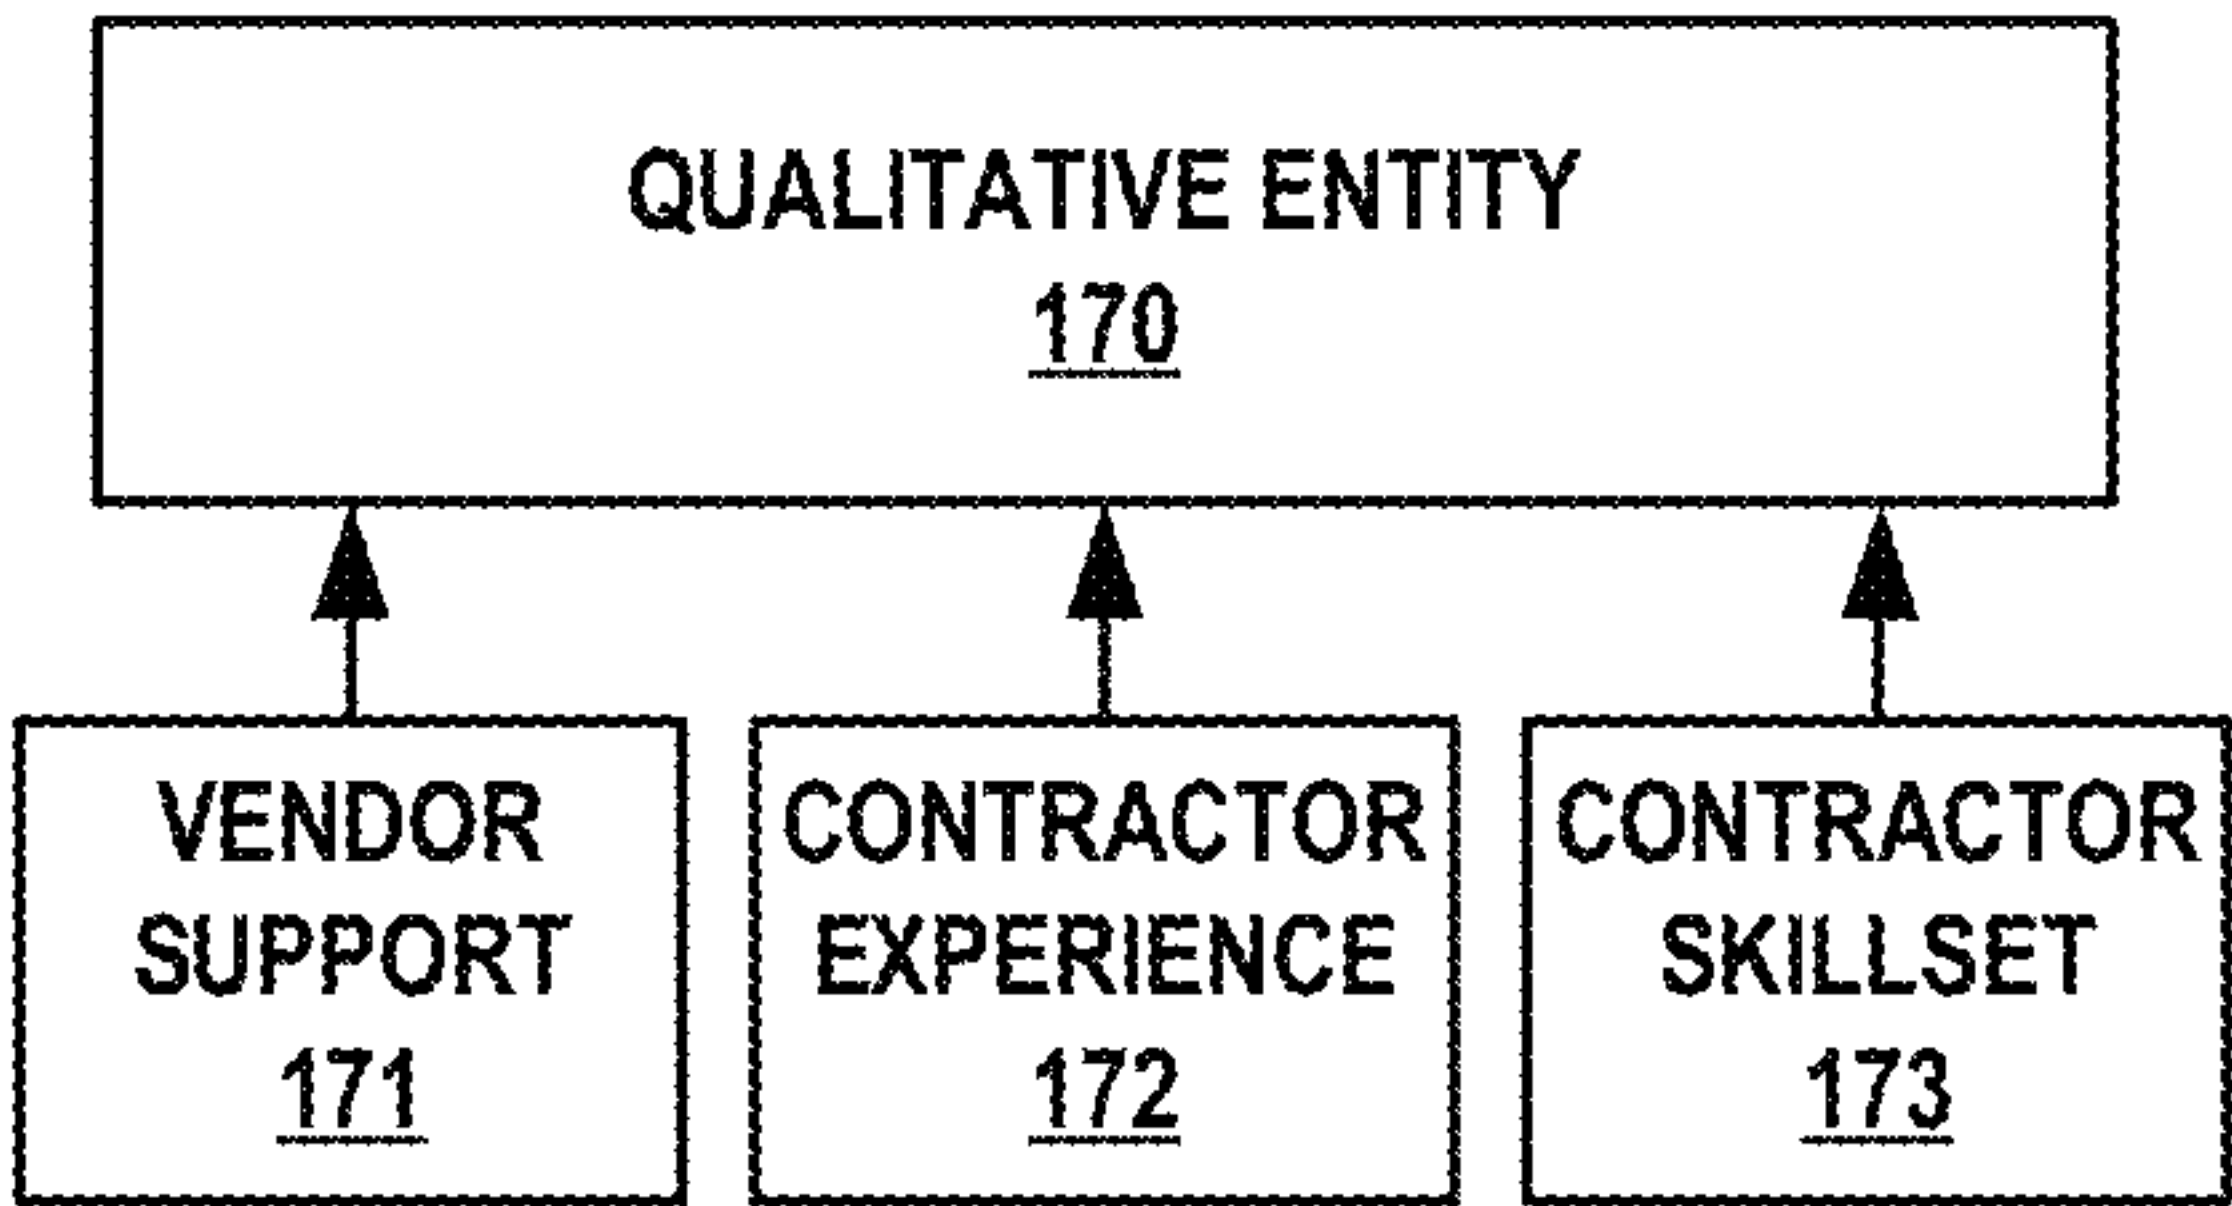 QUALITATIVE ENTITY
170
VENDOR
SUPPORT
171
CONTRACTOR
EXPERIENCE
172
CONTRACTOR
SKILLSET
173